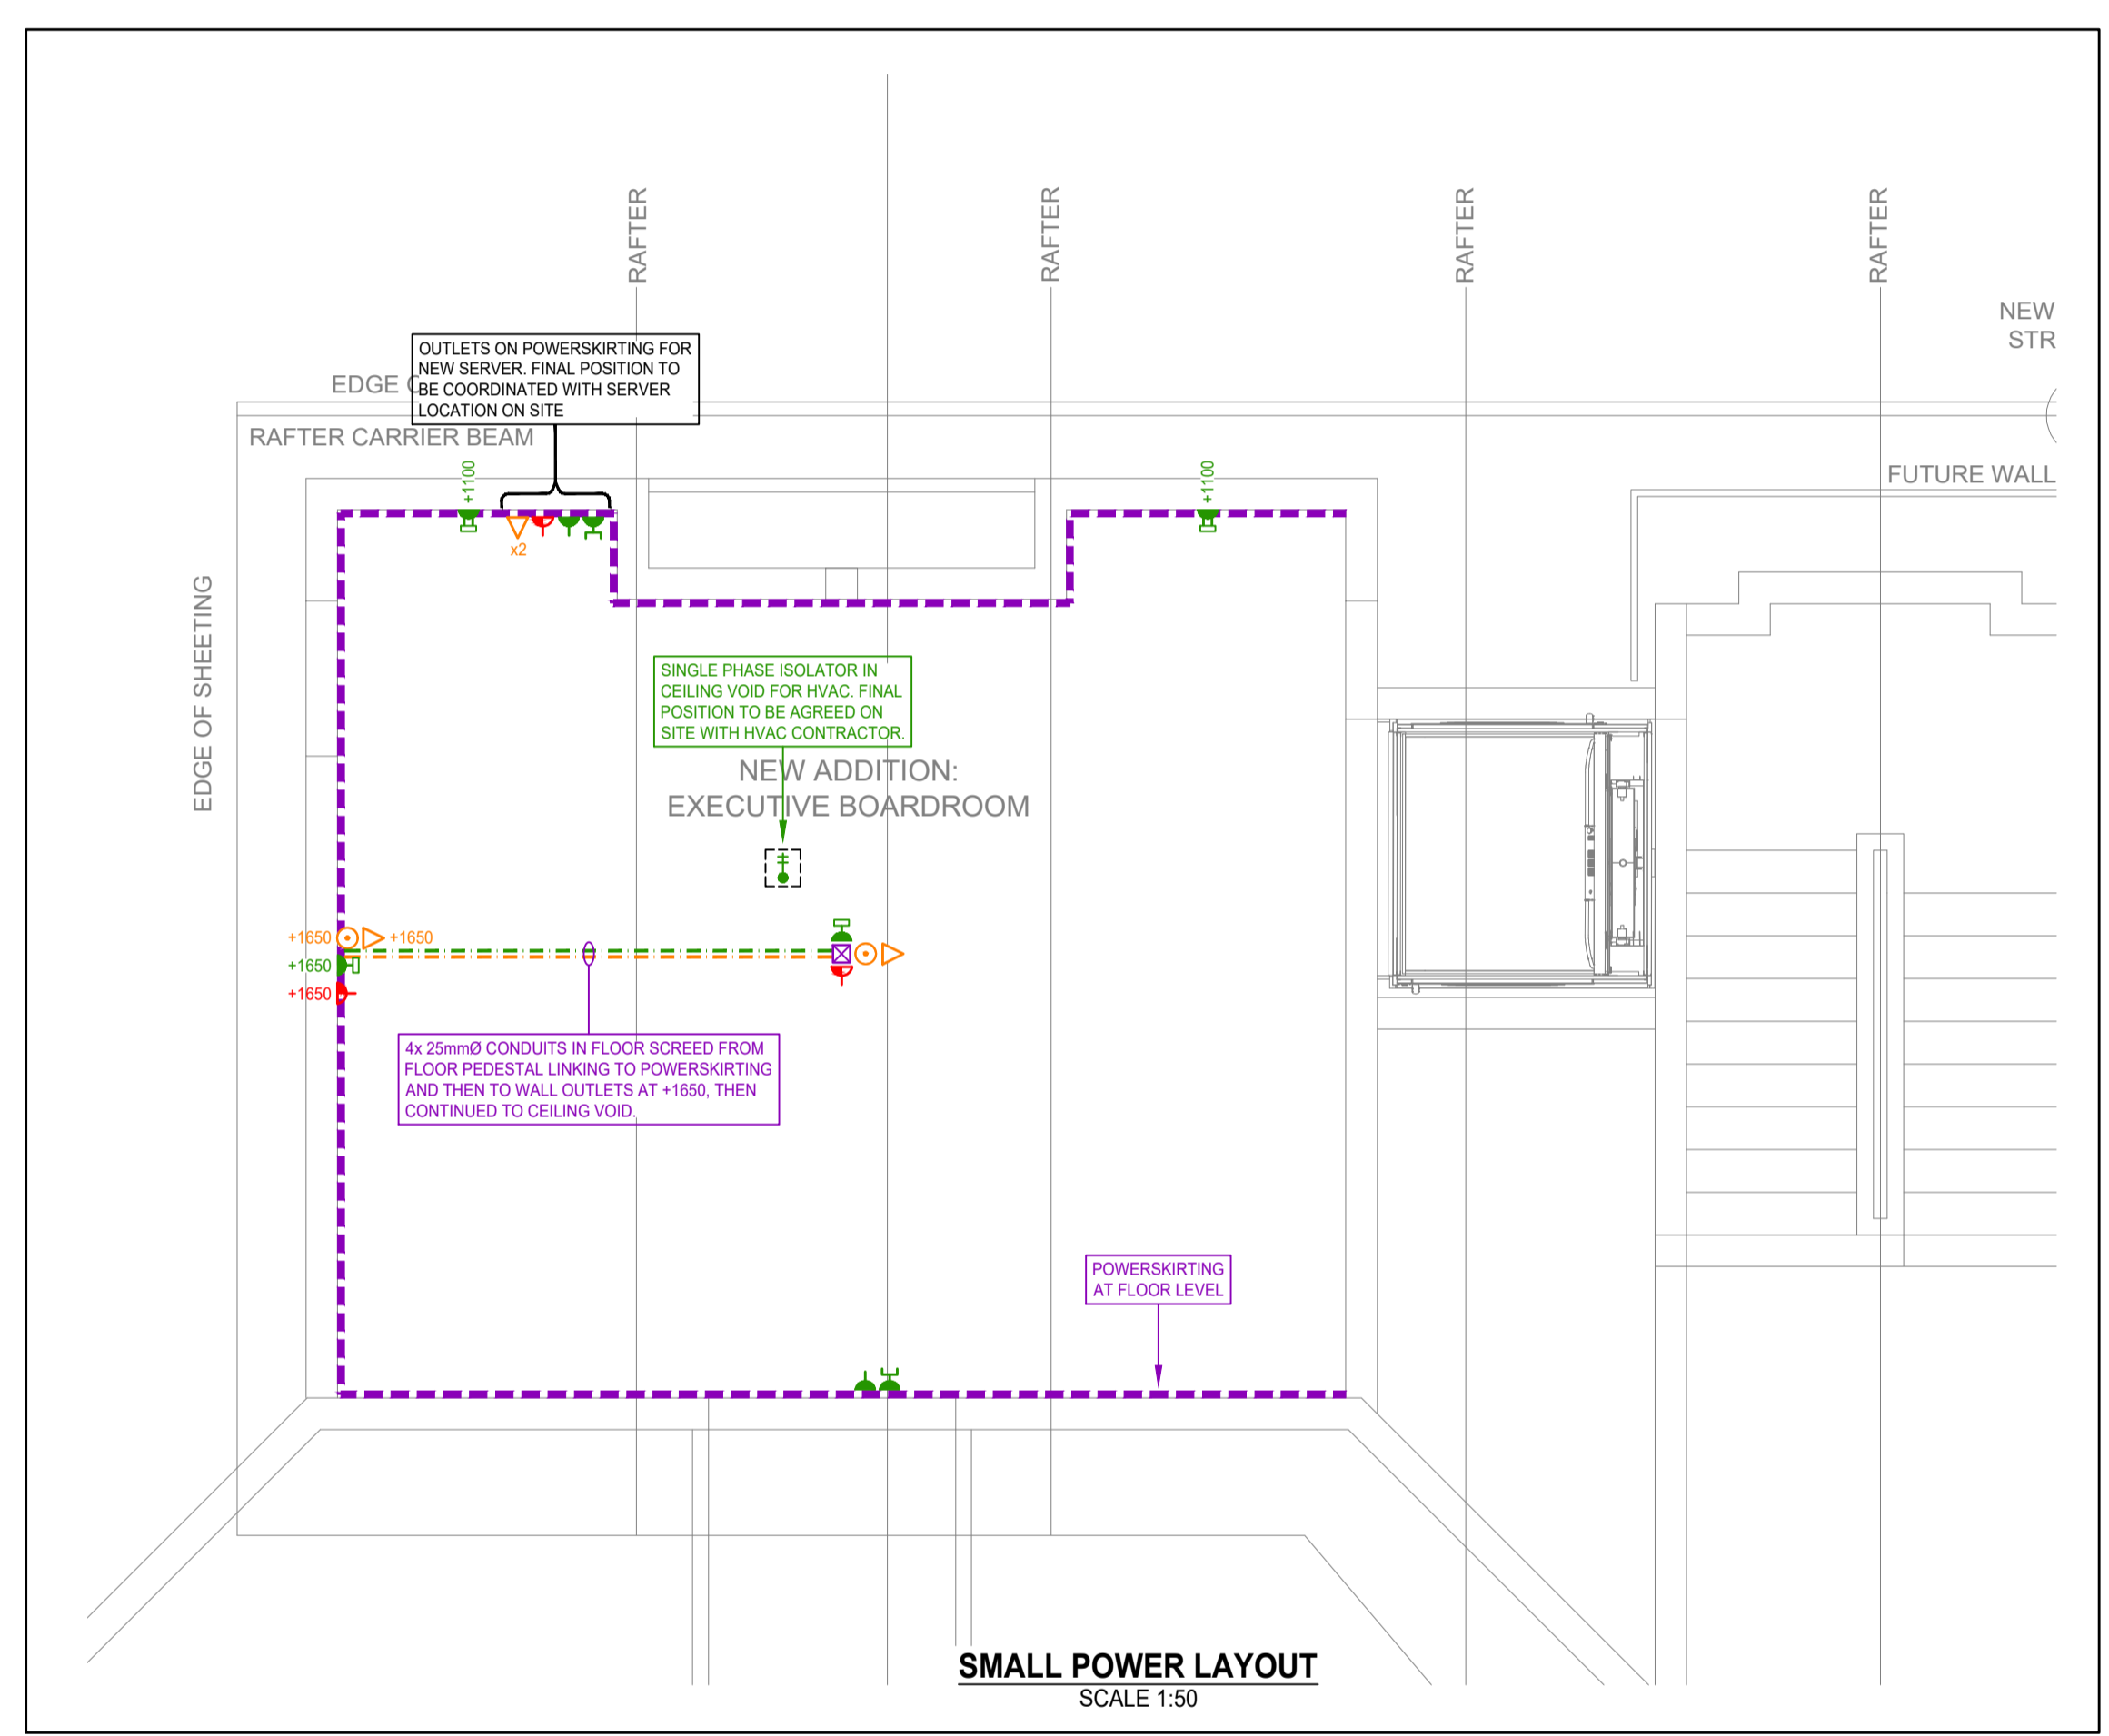 RAFTER
RAFTER
RAFTER
RAFTER
NEW
STR
OUTLETS ON POWERSKIRTING FOR
NEW SERVER. FINAL POSITION TO
BE COORDINATED WITH SERVER
LOCATION ON SITE
EDGE
RAFTER CARRIER BEAM
+1100
+1100
FUTURE WALL
x2
EDGE OF SHEETING
SINGLE PHASE ISOLATOR IN
CEILING VOID FOR HVAC. FINAL
POSITION TO BE AGREED ON
SITE WITH HVAC CONTRACTOR.
NEW ADDITION:
EXECUTIVE BOARDROOM
+1650
+1650
+1650
+1650
4x 25mmØ CONDUITS IN FLOOR SCREED FROM
FLOOR PEDESTAL LINKING TO POWERSKIRTING
AND THEN TO WALL OUTLETS AT +1650, THEN
CONTINUED TO CEILING VOID.
POWERSKIRTING
AT FLOOR LEVEL
SMALL POWER LAYOUT
SCALE 1:50